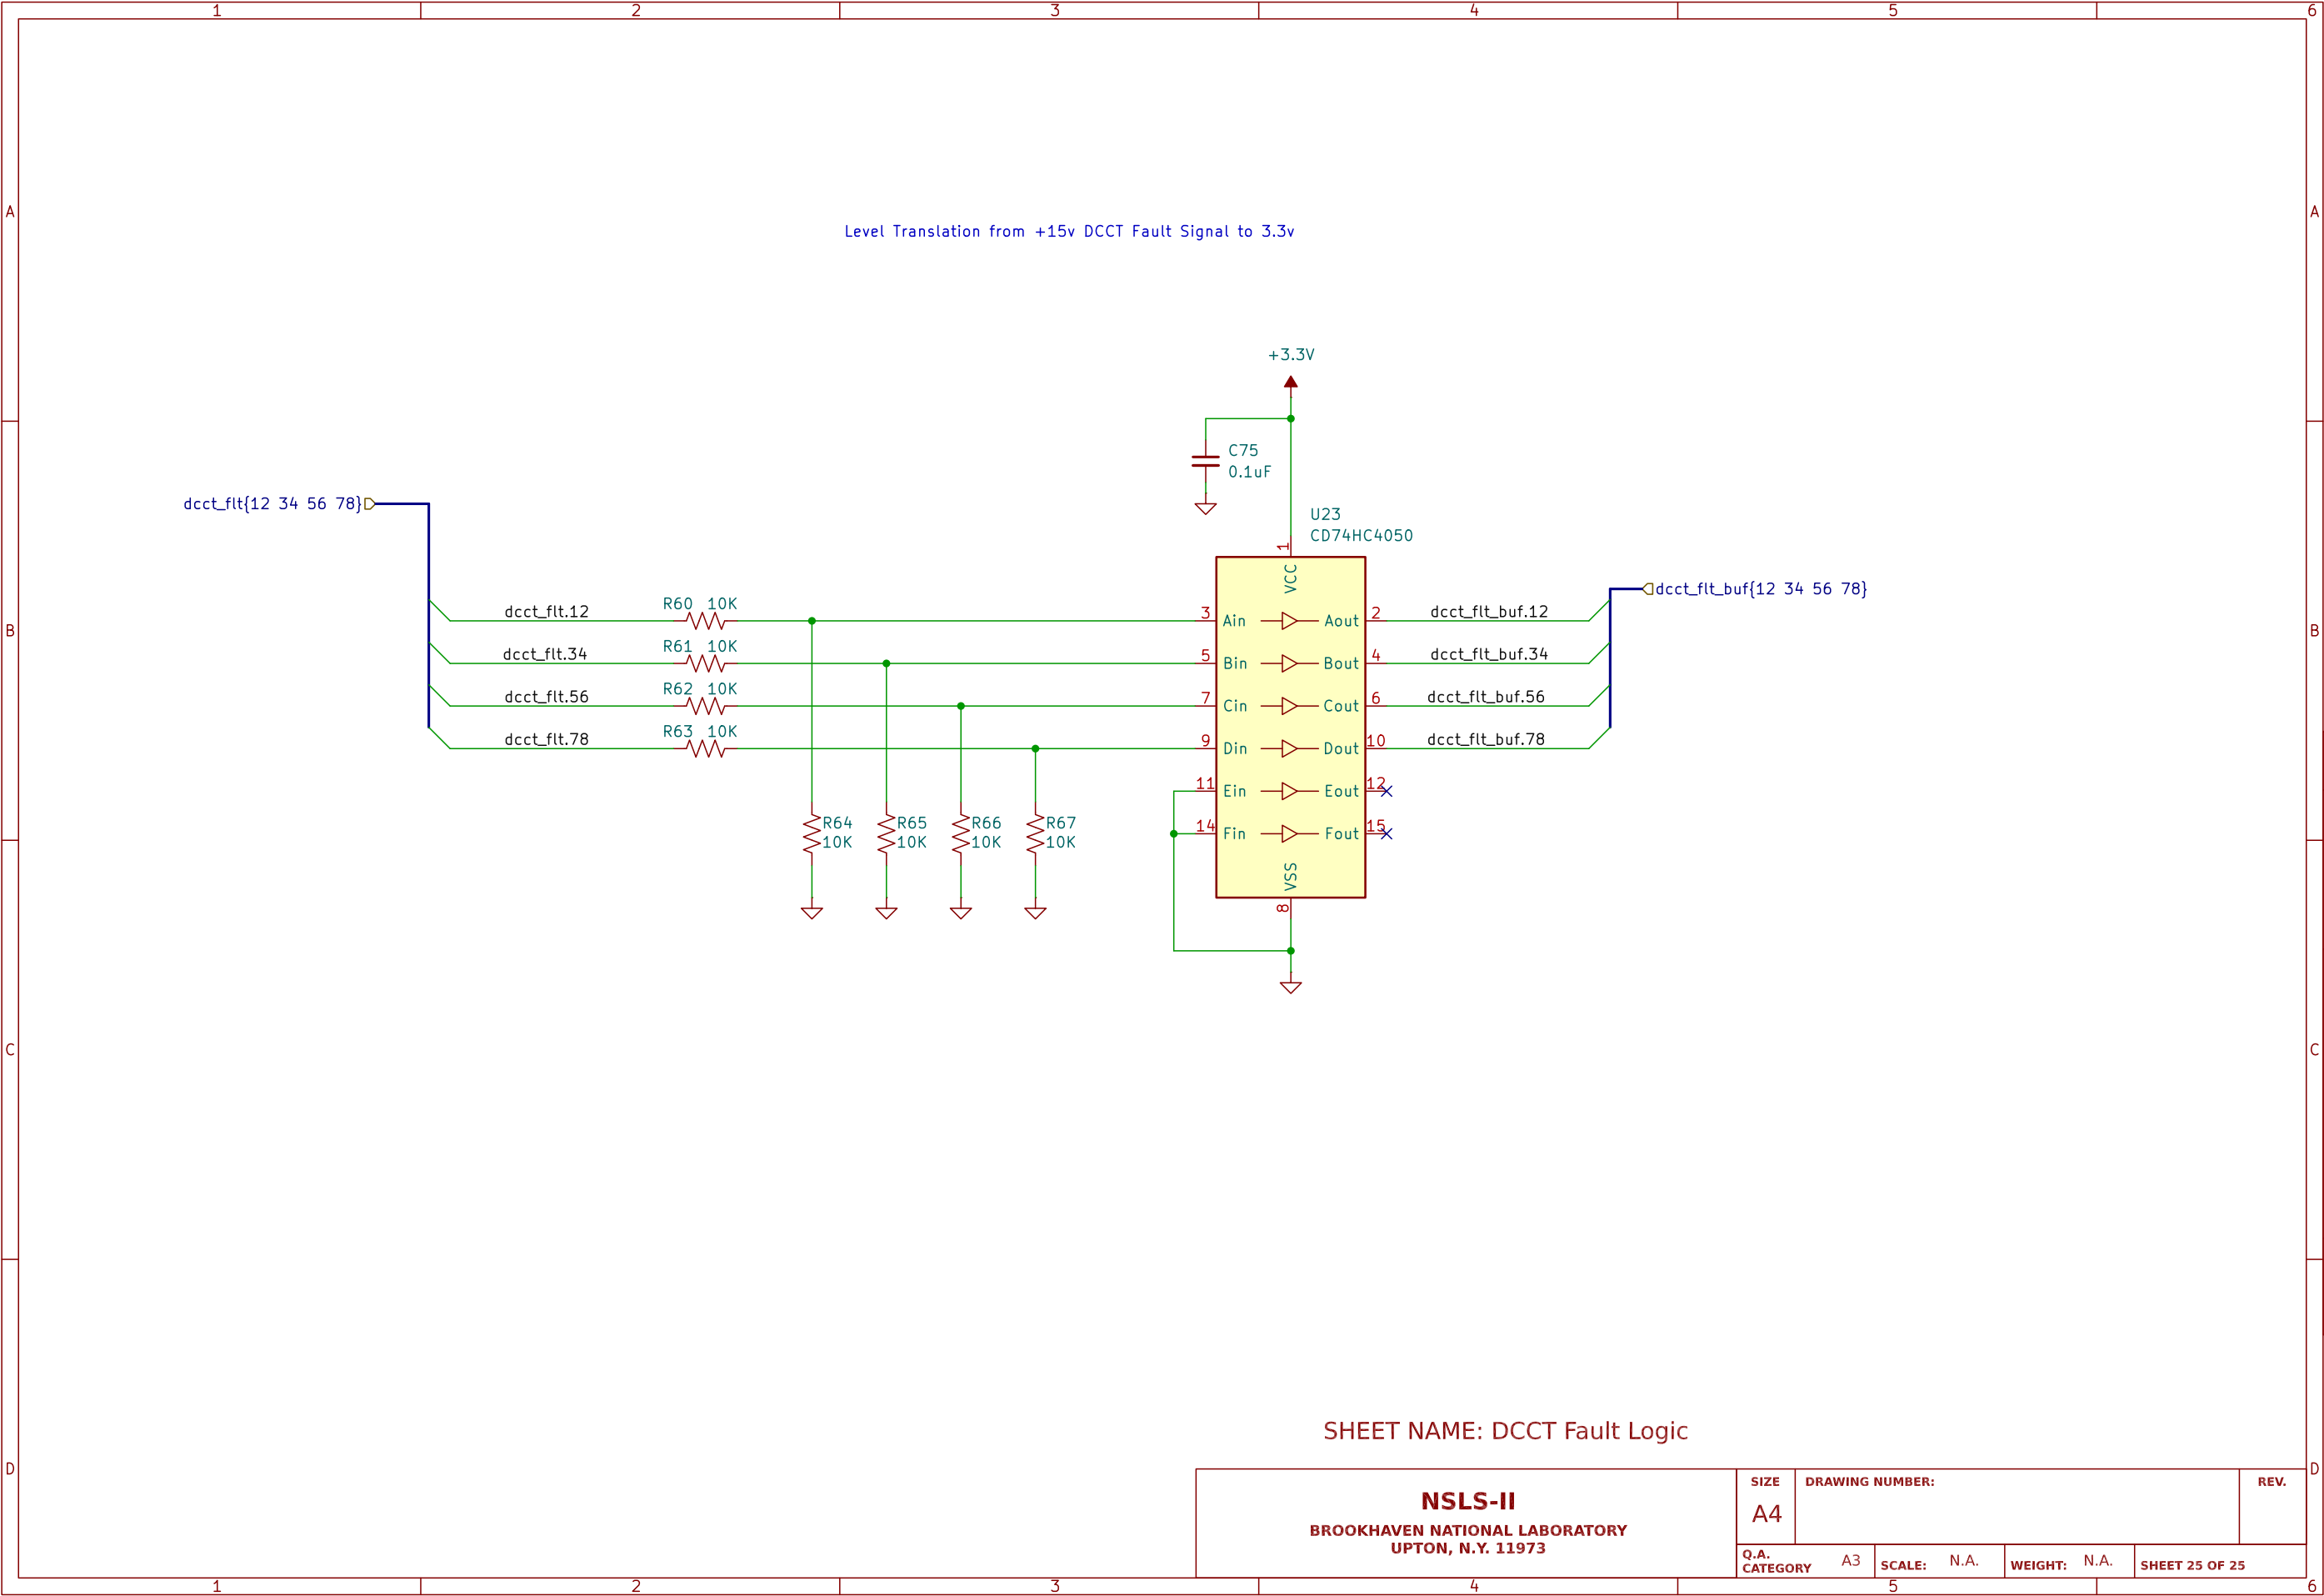 1 2 3 4 5 6
A A
Level Translation from +15v DCCT Fault Signal to 3.3v
+3.3V
C75
0.1uF
dcct_flt{12 34 56 78}
U23
CD74HC4050
1
VCC
dcct_flt_buf{12 34 56 78}
dcct_flt.12 R60 10K 3 Ain Aout 2 dcct_flt_buf.12
B B
dcct_flt.34 R61 10K 5 Bin Bout 4 dcct_flt_buf.34
dcct_flt.56 R62 10K 7 Cin Cout 6 dcct_flt_buf.56
dcct_flt.78 R63 10K 9 Din Dout 10 dcct_flt_buf.78
11 Ein Eout 12
R64 R65 R66 R67
10K 10K 10K 10K
14 Fin Fout 15
VSS
8
C C
SHEET NAME: DCCT Fault Logic
D D
NSLS-II
BROOKHAVEN NATIONAL LABORATORY
UPTON, N.Y. 11973
SIZE
A4
DRAWING NUMBER:
REV.
Q.A.
CATEGORY A3
SCALE: N.A.
WEIGHT: N.A.
SHEET 25 OF 25
1 2 3 4 5 6